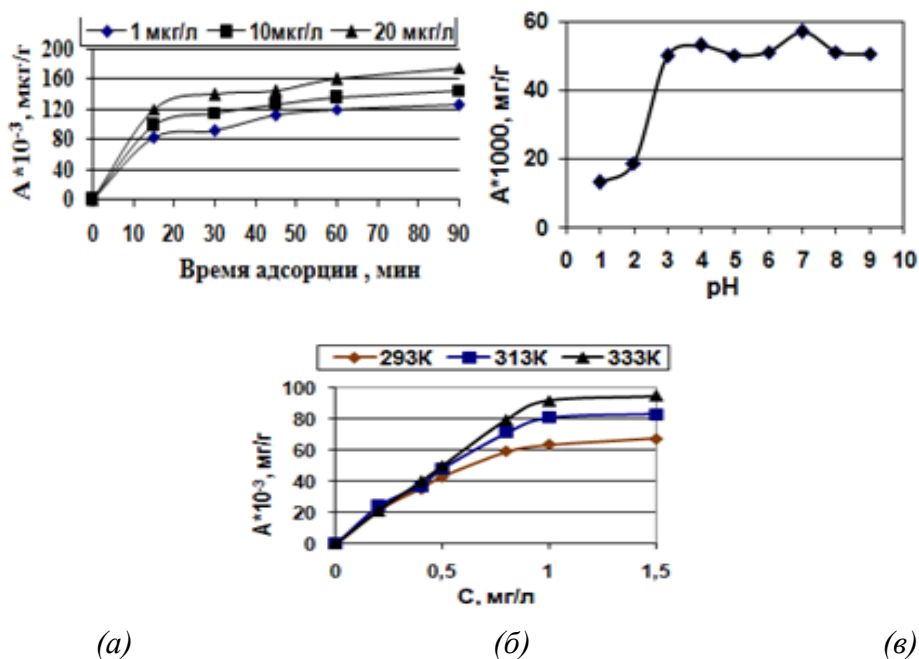 1 мкг/л 10мкг/л 20 мкг/л
A *10⁻³, мкг/г
200
160
120
80
40
0
0 10 20 30 40 50 60 70 80 90
Время адсорции , мин
A*1000, мг/г
60
40
20
0
0 1 2 3 4 5 6 7 8 9 10
pH
293K 313K 333K
A*10⁻³, мг/г
100
80
60
40
20
0
0 0,5 1 1,5
C, мг/л
(а) (б) (в)